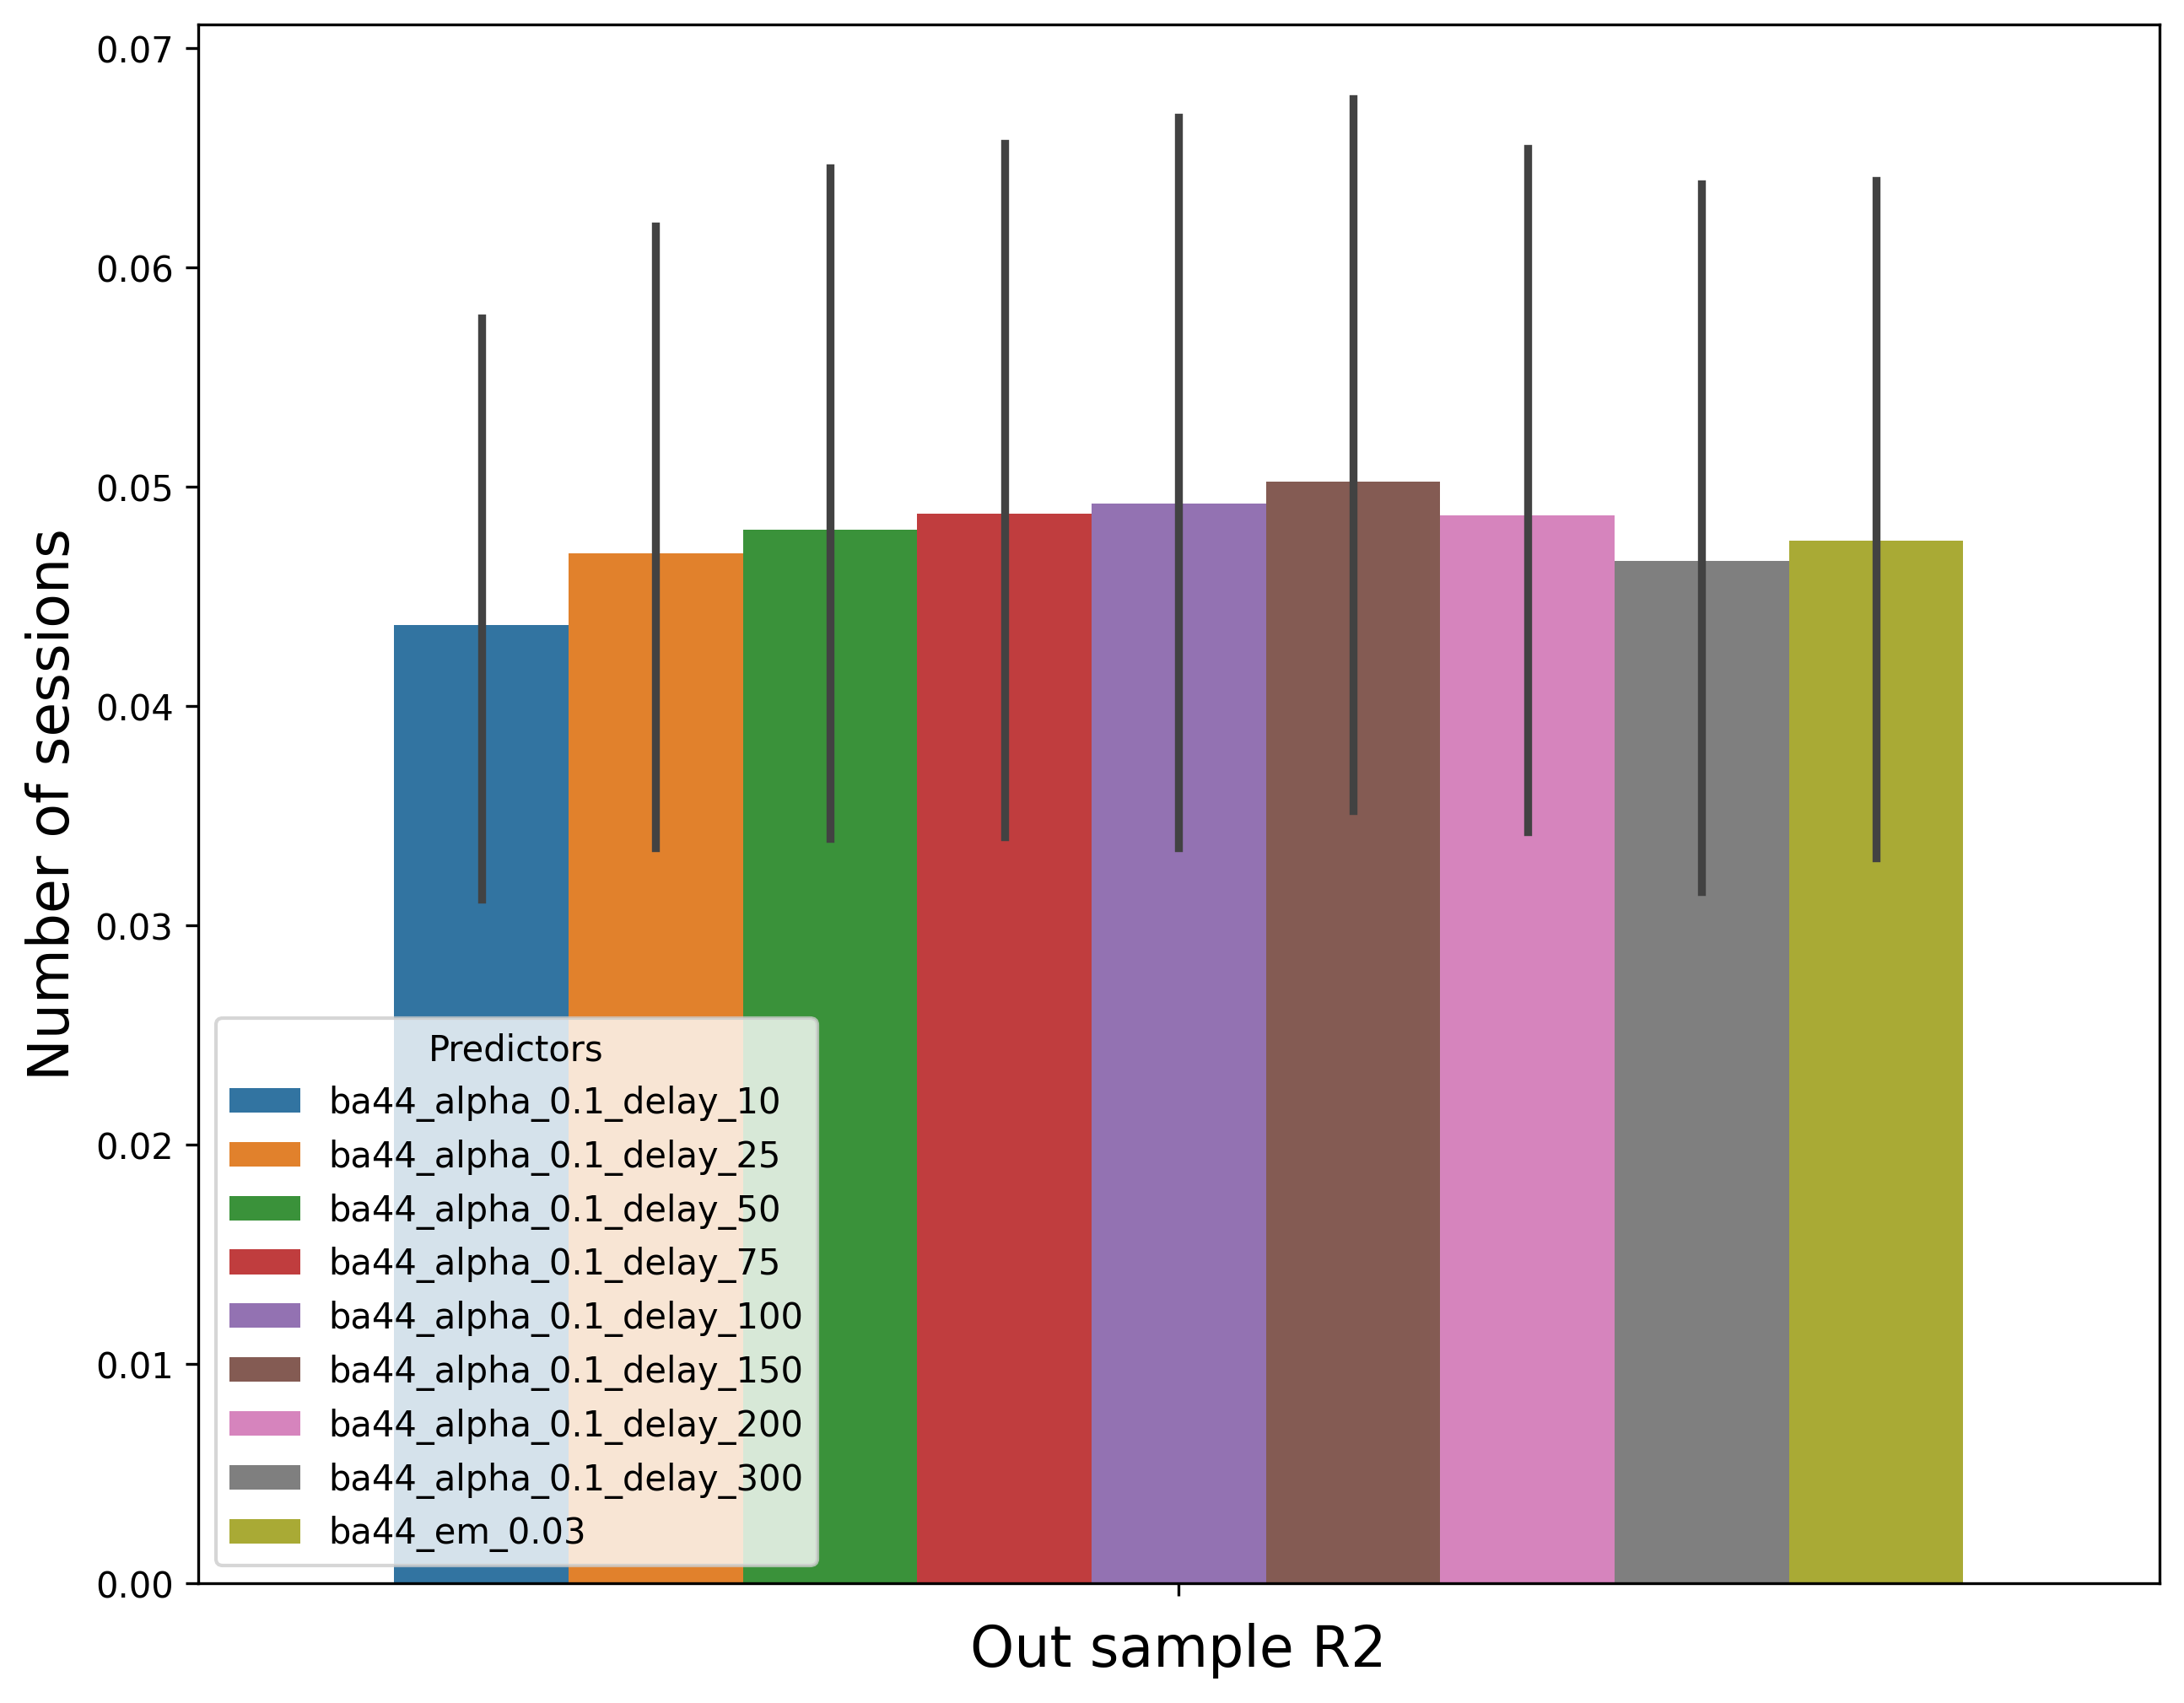 0.07
0.06
0.05
0.04
0.03
0.02
0.01
0.00
Number of sessions
Predictors
ba44_alpha_0.1_delay_10
ba44_alpha_0.1_delay_25
ba44_alpha_0.1_delay_50
ba44_alpha_0.1_delay_75
ba44_alpha_0.1_delay_100
ba44_alpha_0.1_delay_150
ba44_alpha_0.1_delay_200
ba44_alpha_0.1_delay_300
ba44_em_0.03
Out sample R2